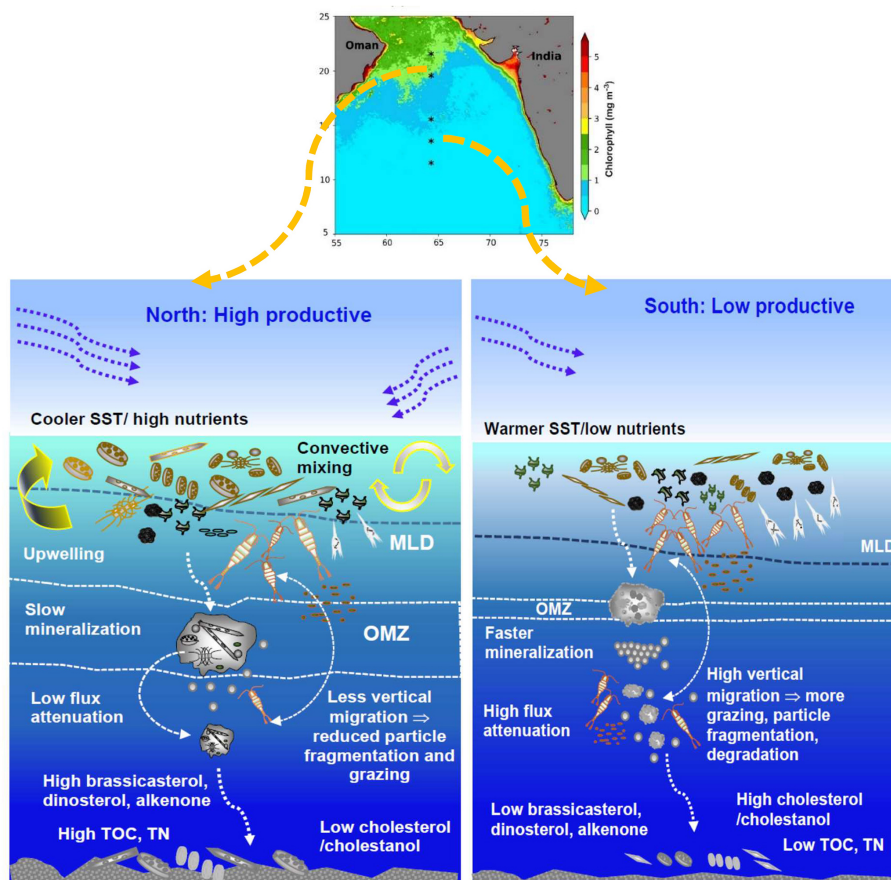 25
20
15
10
5
55
60
65
70
75
Oman
India
5
4
3
2
1
0
Chlorophyll (mg m⁻³)
North: High productive
Cooler SST/ high nutrients
Convective
mixing
Upwelling
MLD
Slow
mineralization
OMZ
Low flux
attenuation
Less vertical
migration ⇒
reduced particle
fragmentation and
grazing
High brassicasterol,
dinosterol, alkenone
High TOC, TN
Low cholesterol
/cholestanol
South: Low productive
Warmer SST/low nutrients
MLD
OMZ
Faster
mineralization
High flux
attenuation
High vertical
migration ⇒ more
grazing, particle
fragmentation,
degradation
Low brassicasterol,
dinosterol, alkenone
High cholesterol
/cholestanol
Low TOC, TN